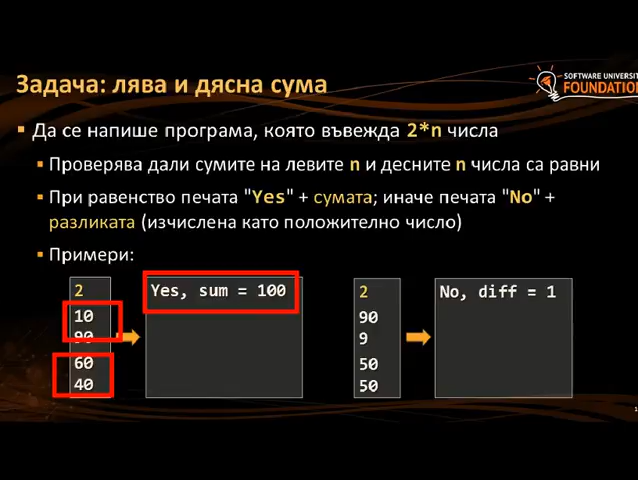 SOFTWARE UNIVERSITY
FOUNDATION
Задача: лява и дясна сума
Да се напише програма, която въвежда 2*n числа
Проверява дали сумите на левите n и десните n числа са равни
При равенство печата "Yes" + сумата; иначе печата "No" +
разликата (изчислена като положително число)
Примери:
2
10
90
60
40
Yes, sum = 100
2
90
9
50
50
No, diff = 1